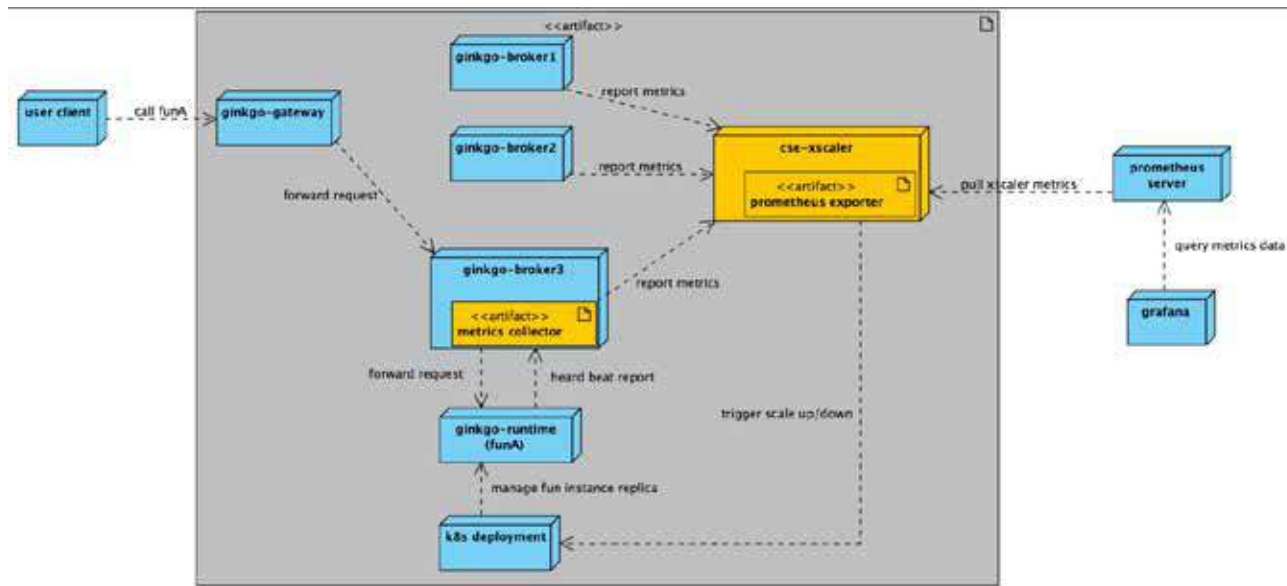 <<artifact>>
ginkgo-broker1
report metrics
user client
call funA
ginkgo-gateway
ginkgo-broker2
report metrics
cse-xscaler
<<artifact>>
prometheus exporter
pull xscaler metrics
prometheus
server
forward request
query metrics data
ginkgo-broker3
report metrics
<<artifact>>
metrics collector
grafana
forward request
heard beat report
trigger scale up/down
ginkgo-runtime
(funA)
manage fun instance replica
k8s deployment